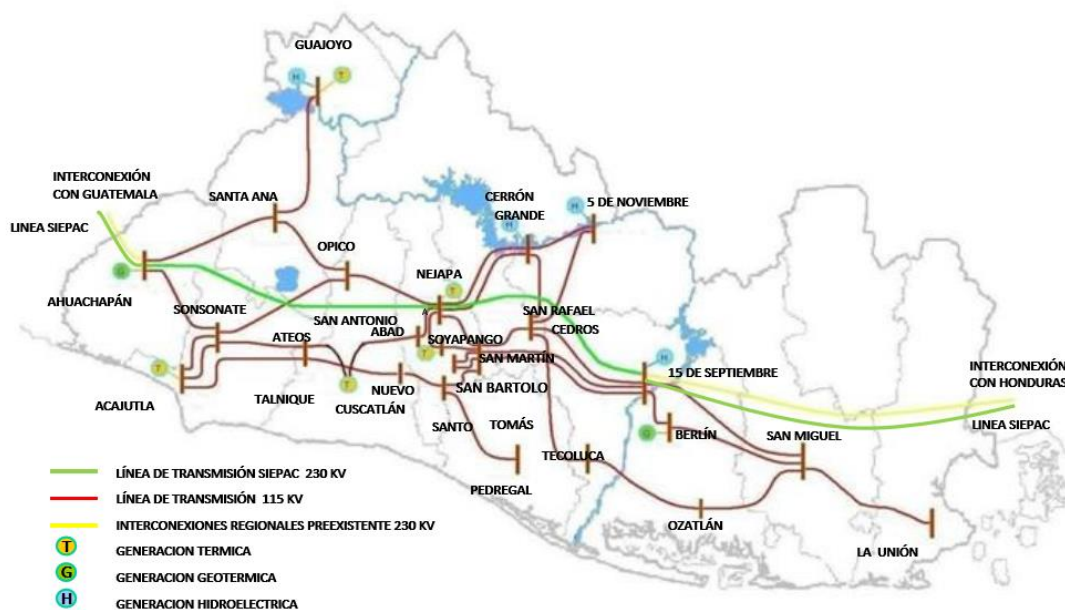 GUAJOYO
H
T
INTERCONEXIÓN
CON GUATEMALA
SANTA ANA
LINEA SIEPAC
CERRÓN
GRANDE
H
5 DE NOVIEMBRE
H
OPICO
NEJAPA
T
G
AHUACHAPÁN
SONSONATE
SAN ANTONIO
ABAD
A
SAN RAFAEL
CEDROS
ATEOS
SOYAPANGO
T
SAN MARTÍN
H
15 DE SEPTIEMBRE
INTERCONEXIÓN
CON HONDURAS
LINEA SIEPAC
T
ACAJUTLA
TALNIQUE
T
CUSCATLÁN
NUEVO
SAN BARTOLO
SANTO
TOMÁS
G
BERLÍN
SAN MIGUEL
TECOLUCA
PEDREGAL
OZATLÁN
LA UNIÓN
LÍNEA DE TRANSMISIÓN SIEPAC 230 KV
LÍNEA DE TRANSMISIÓN 115 KV
INTERCONEXIONES REGIONALES PREEXISTENTE 230 KV
T GENERACION TERMICA
G GENERACION GEOTERMICA
H GENERACION HIDROELECTRICA